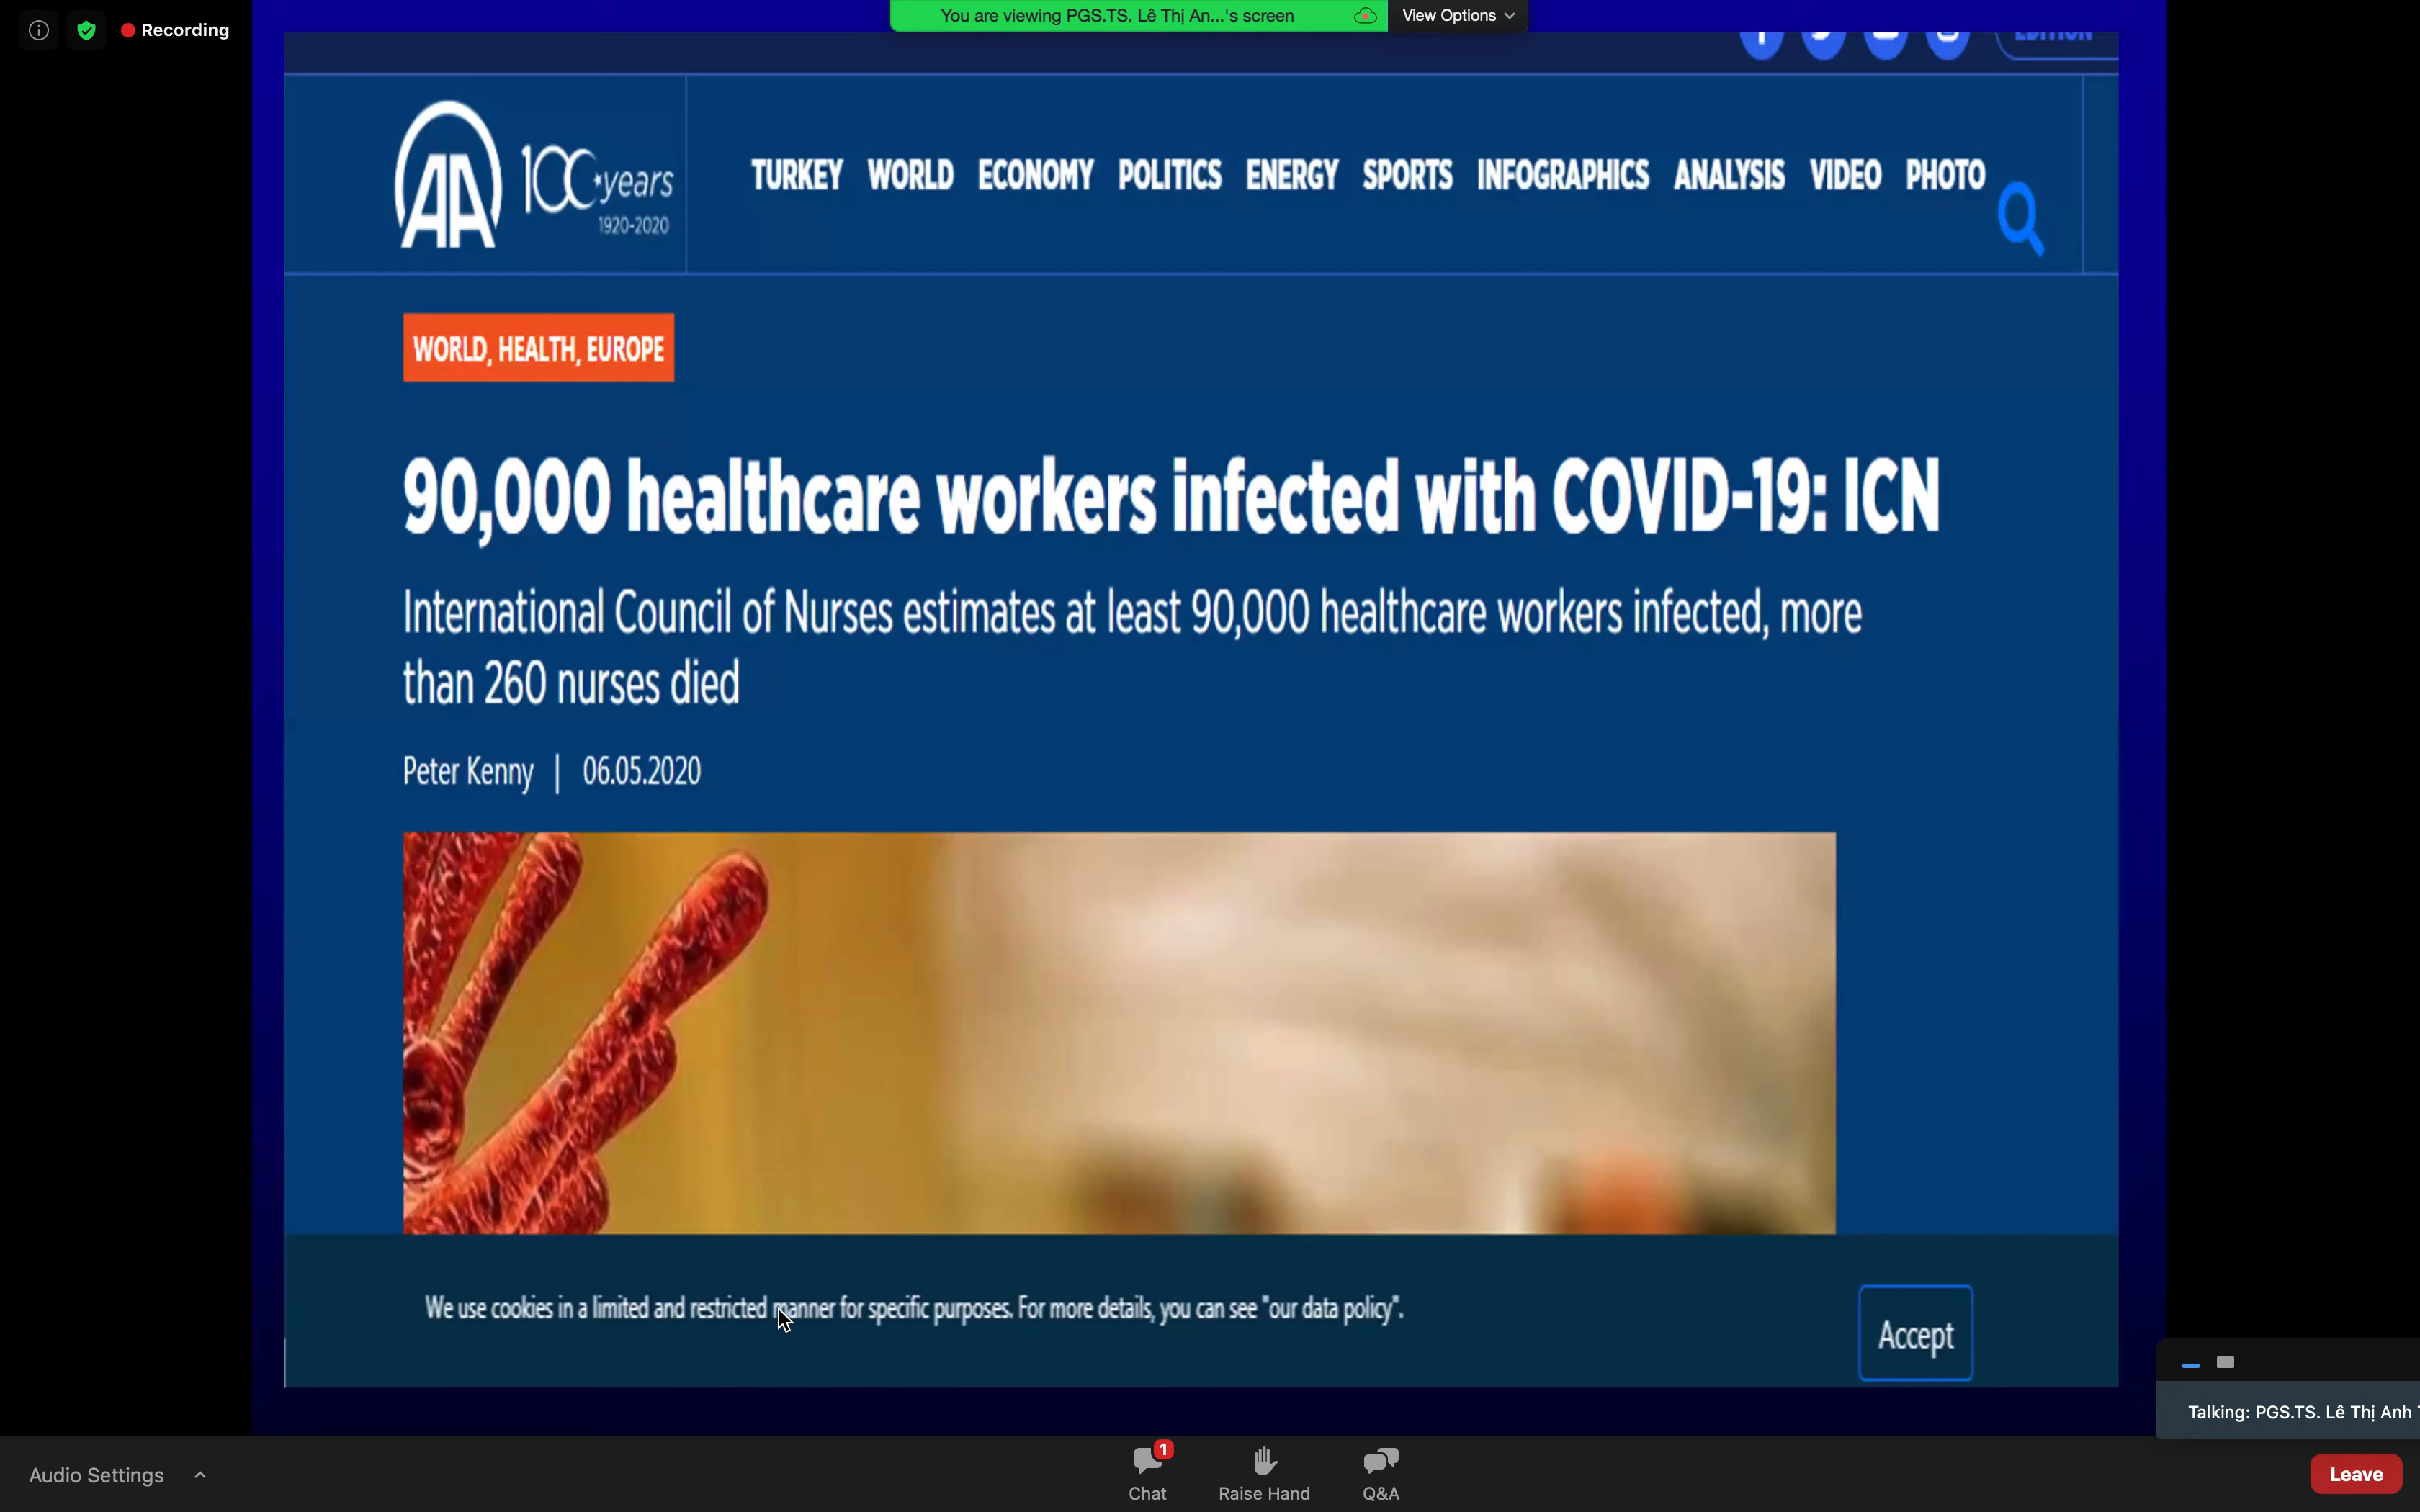 Recording
You are viewing PGS.TS. Lê Thị An...'s screen
View Options
EDITION
AA
100 years
1920-2020
TURKEY WORLD ECONOMY POLITICS ENERGY SPORTS INFOGRAPHICS ANALYSIS VIDEO PHOTO
WORLD, HEALTH, EUROPE
90,000 healthcare workers infected with COVID-19: ICN
International Council of Nurses estimates at least 90,000 healthcare workers infected, more
than 260 nurses died
Peter Kenny | 06.05.2020
We use cookies in a limited and restricted manner for specific purposes. For more details, you can see "our data policy".
Accept
Talking: PGS.TS. Lê Thị Anh
Audio Settings
1
Chat
Raise Hand
Q&A
Leave